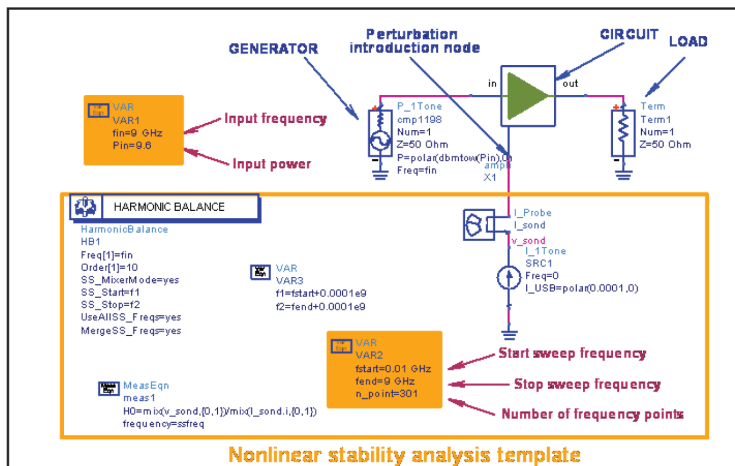 Perturbation
introduction node
CIRCUIT
LOAD
GENERATOR
in
out
VAR
VAR1
fin=9 GHz
Pin=9.6
Input frequency
Input power
P_1Tone
cmp1198
Num=1
Z=50 Ohm
P=polar(dbmtow(Pin),0)
Freq=fin
ampli
X1
Term
Term1
Num=1
Z=50 Ohm
HARMONIC BALANCE
HarmonicBalance
HB1
Freq[1]=fin
Order[1]=10
SS_MixerMode=yes
SS_Start=f1
SS_Stop=f2
UseAllSS_Freqs=yes
MergeSS_Freqs=yes
VAR
VAR3
f1=fstart+0.0001e9
f2=fend+0.0001e9
I_Probe
I_sond
v_sond
I_1Tone
SRC1
Freq=0
I_USB=polar(0.0001,0)
VAR
VAR2
fstart=0.01 GHz
fend=9 GHz
n_point=301
Start sweep frequency
Stop sweep frequency
Number of frequency points
MeasEqn
meas1
H0=mix(v_sond,{0,1})/mix(I_sond.i,{0,1})
frequency=ssfreq
Nonlinear stability analysis template